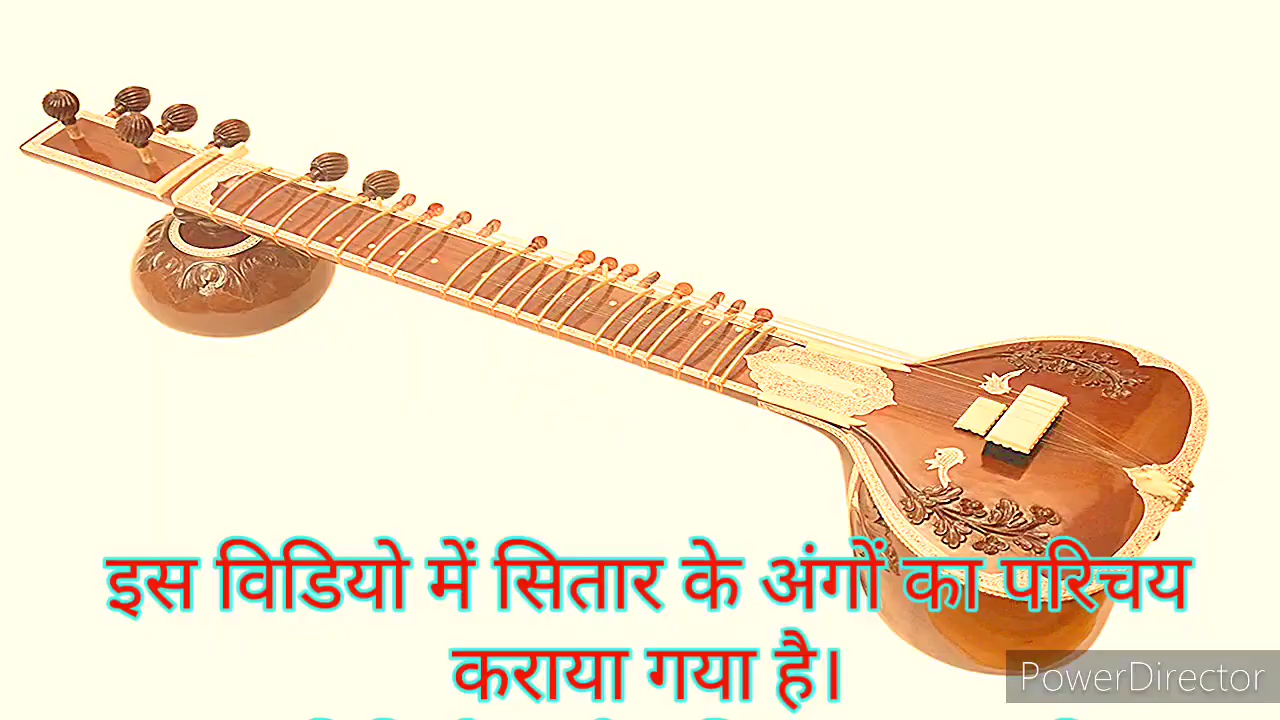 इस विडियो में सितार के अंगों का परिचय
कराया गया है।
PowerDirector